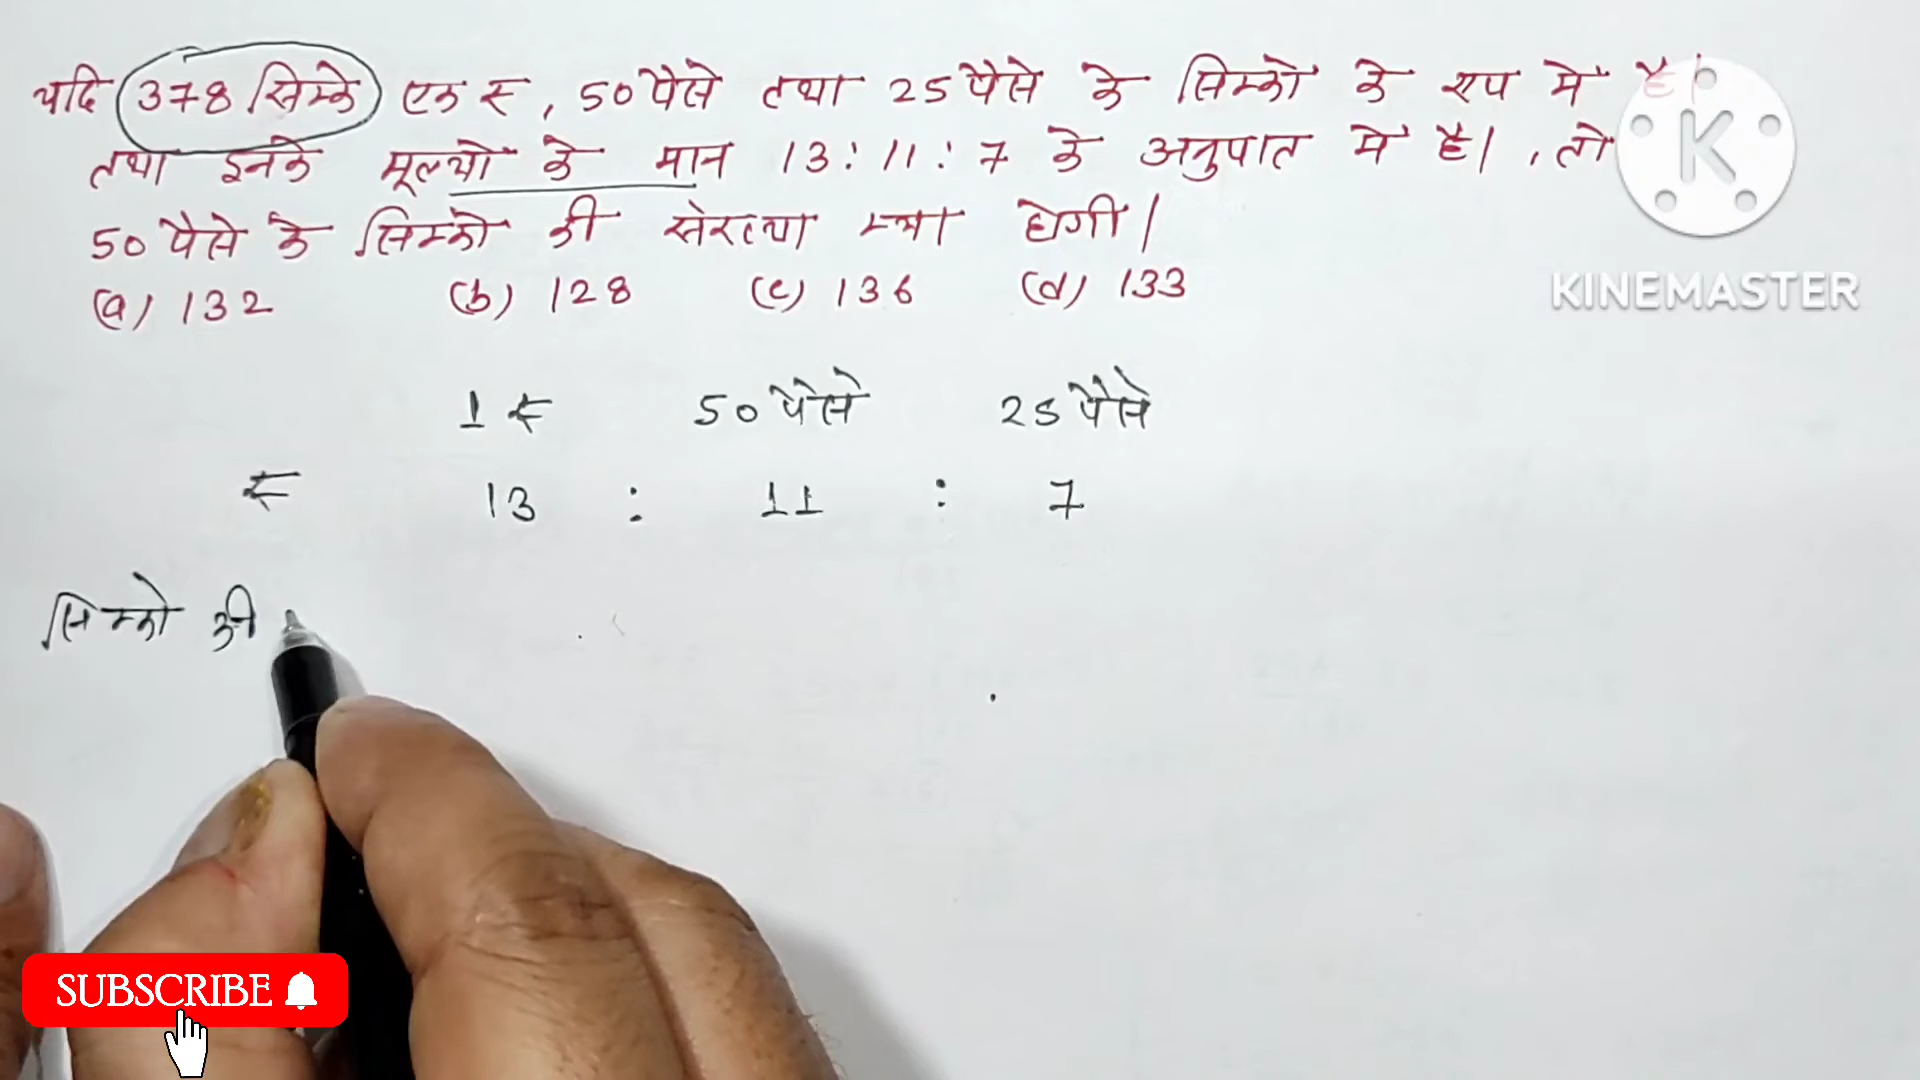 यदि 378 सिक्के एक रु, 50 पैसे तथा 25 पैसे के सिक्को के रूप में है।
तथा इनके मूल्यो के मान 13:11:7 के अनुपात में है। , तो
50 पैसे के सिक्को की संख्या क्या होगी।
(a) 132 (b) 128 (c) 136 (d) 133
K
KINEMASTER
1 रु 50 पैसे 25 पैसे
रु 13 : 11 : 7
सिक्को की
SUBSCRIBE